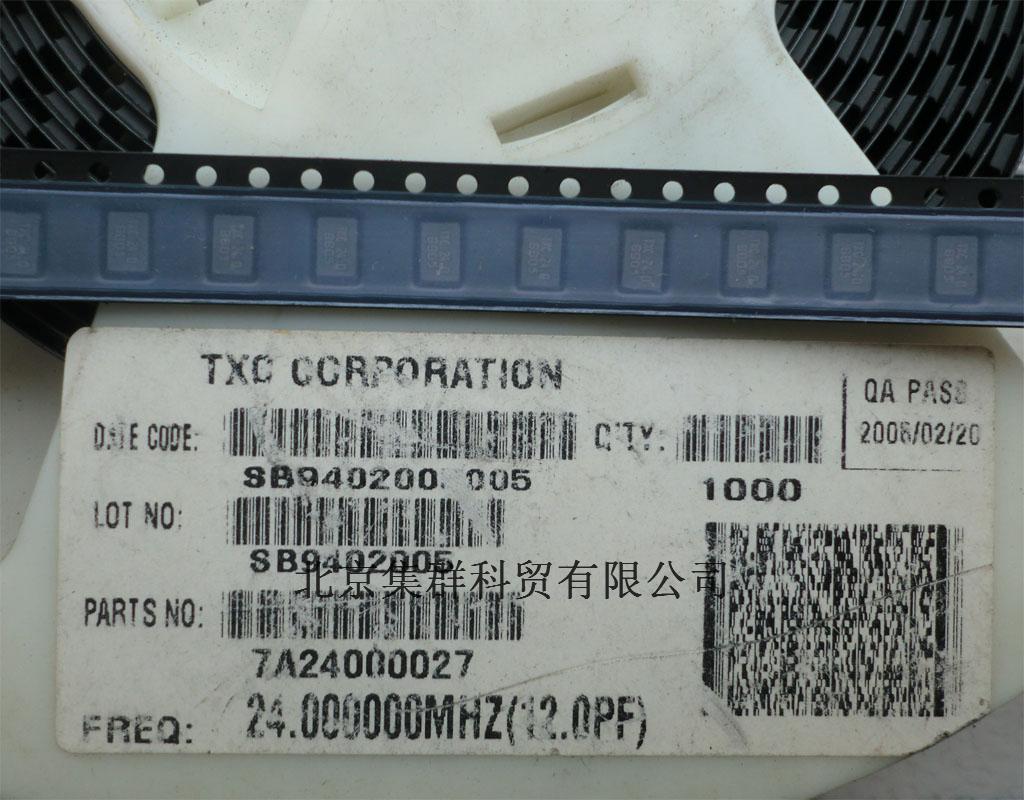 TXC CORPORATION
QA PASS
DATE CODE:
Q'TY:
2006/02/20
SB940200. 005
1000
LOT NO:
SB9402005
北京集群科贸有限公司
PARTS NO:
7A24000027
FREQ: 24.000000MHZ(12.0PF)